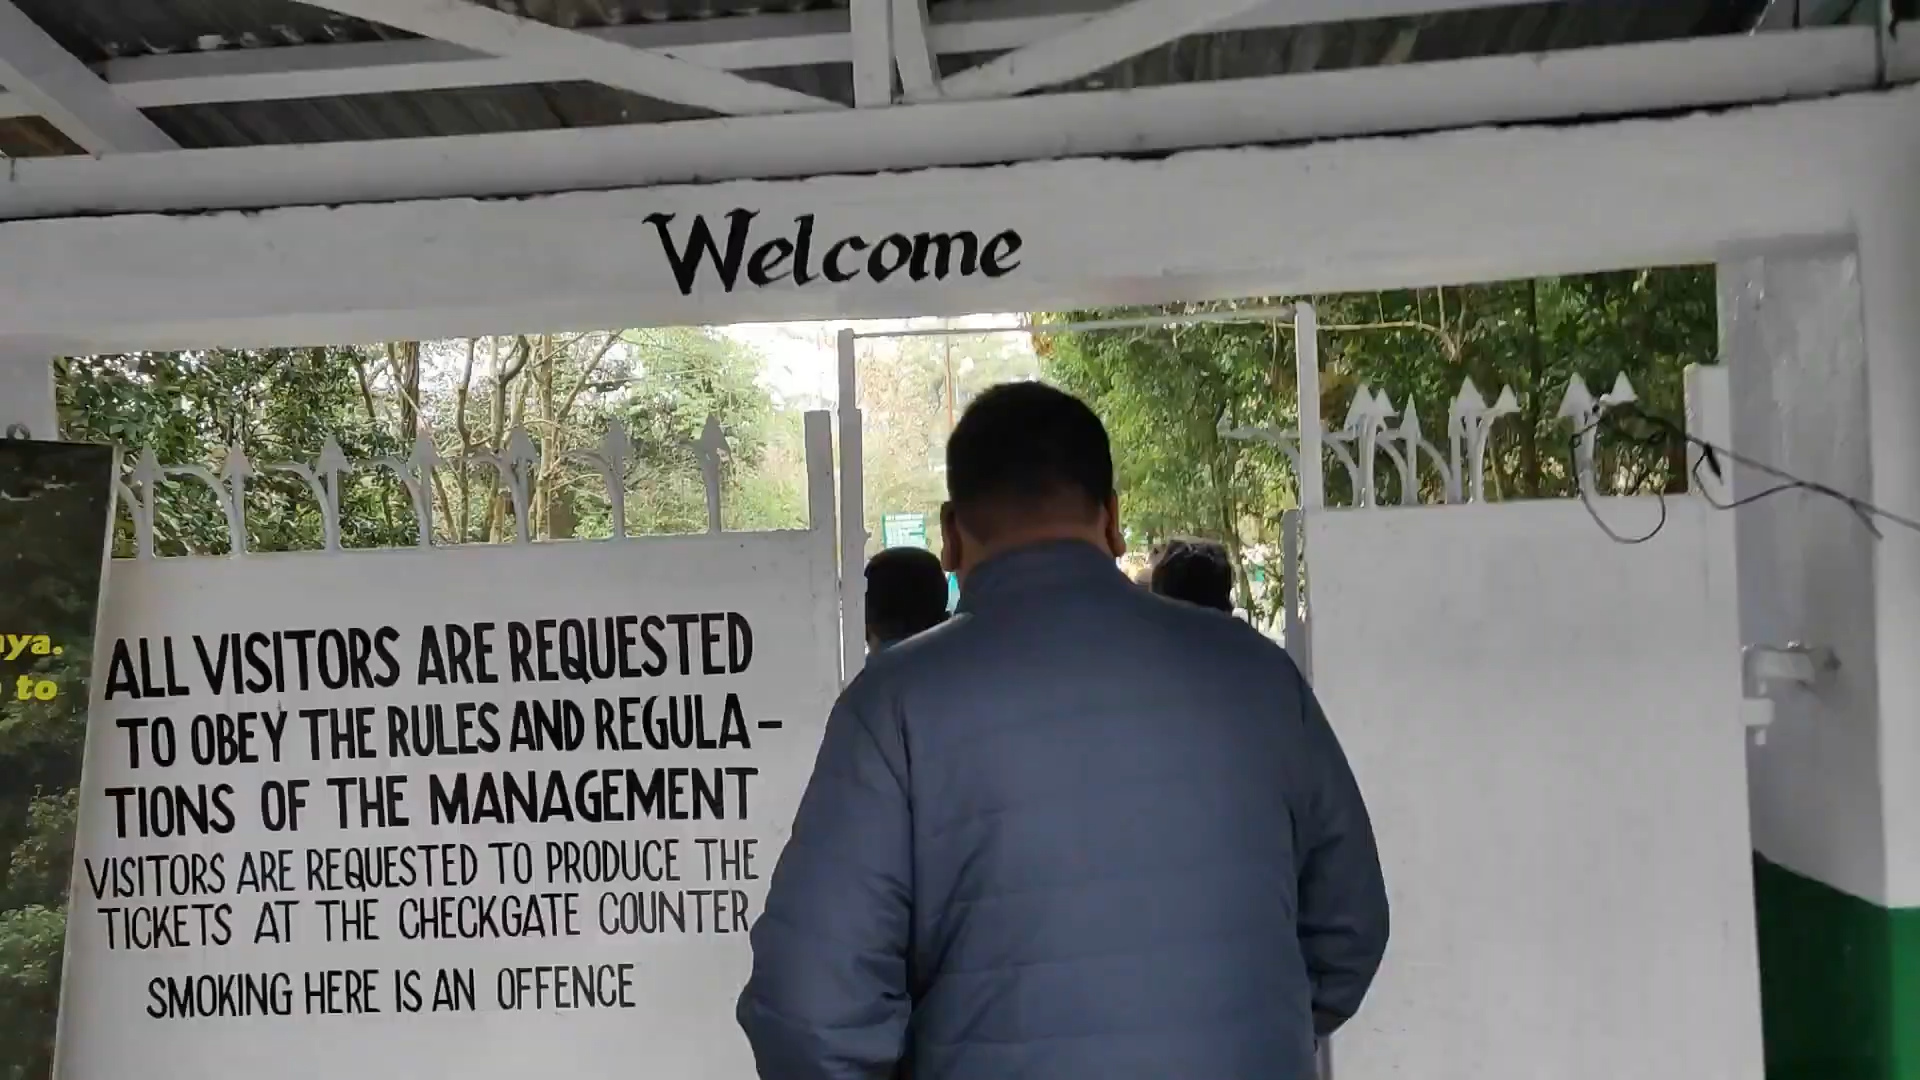 Welcome
ALL VISITORS ARE REQUESTED
TO OBEY THE RULES AND REGULA-
TIONS OF THE MANAGEMENT
VISITORS ARE REQUESTED TO PRODUCE THE
TICKETS AT THE CHECKGATE COUNTER
SMOKING HERE IS AN OFFENCE
to